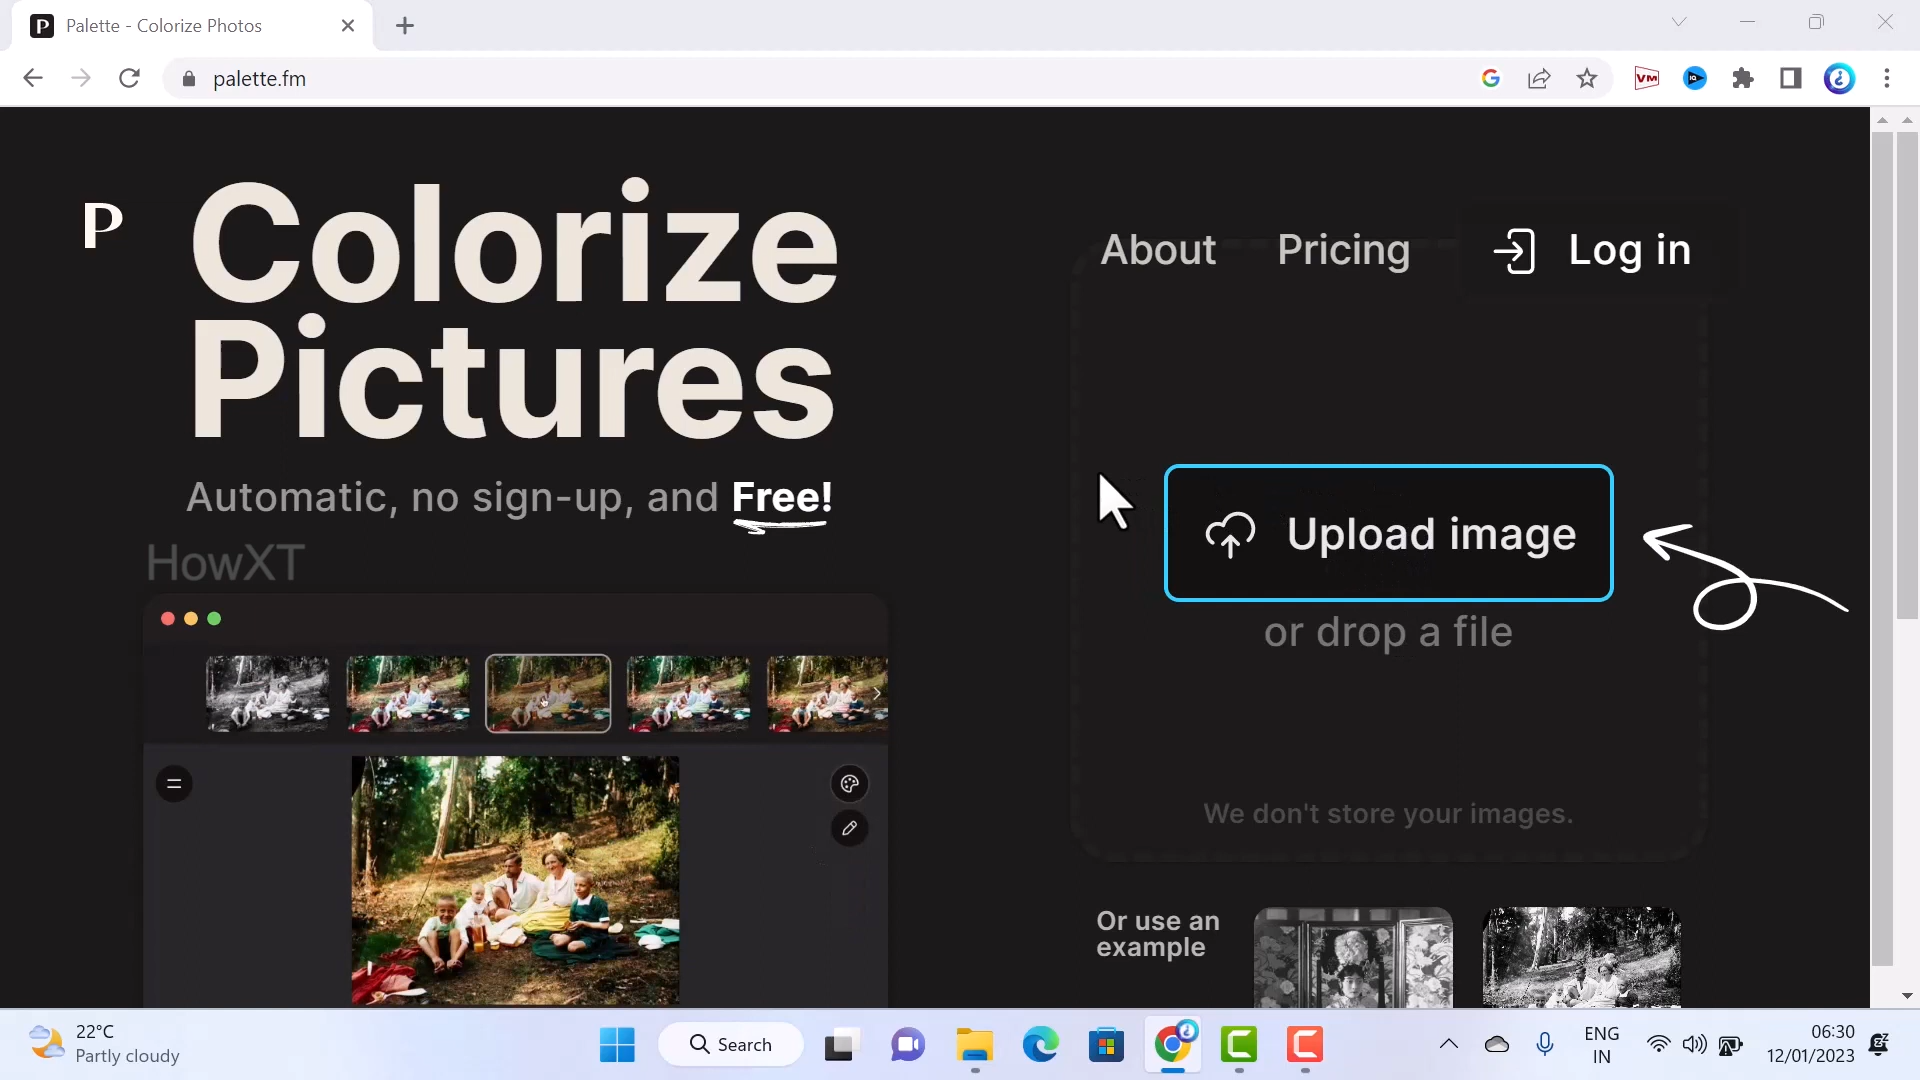 Palette - Colorize Photos
palette.fm
VM
P
Colorize
Pictures
About
Pricing
Log in
Automatic, no sign-up, and Free!
HowXT
Upload image
or drop a file
We don't store your images.
Or use an
example
22°C
Partly cloudy
Search
ENG
IN
06:30
12/01/2023